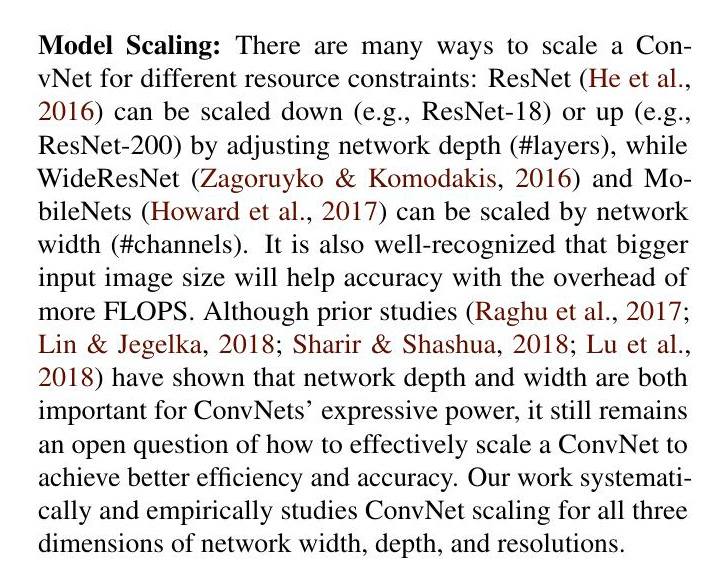 Model Scaling: There are many ways to scale a Con-
vNet for different resource constraints: ResNet (He et al.,
2016) can be scaled down (e.g., ResNet-18) or up (e.g.,
ResNet-200) by adjusting network depth (#layers), while
WideResNet (Zagoruyko & Komodakis, 2016) and Mo-
bileNets (Howard et al., 2017) can be scaled by network
width (#channels). It is also well-recognized that bigger
input image size will help accuracy with the overhead of
more FLOPS. Although prior studies (Raghu et al., 2017;
Lin & Jegelka, 2018; Sharir & Shashua, 2018; Lu et al.,
2018) have shown that network depth and width are both
important for ConvNets’ expressive power, it still remains
an open question of how to effectively scale a ConvNet to
achieve better efficiency and accuracy. Our work systemati-
cally and empirically studies ConvNet scaling for all three
dimensions of network width, depth, and resolutions.